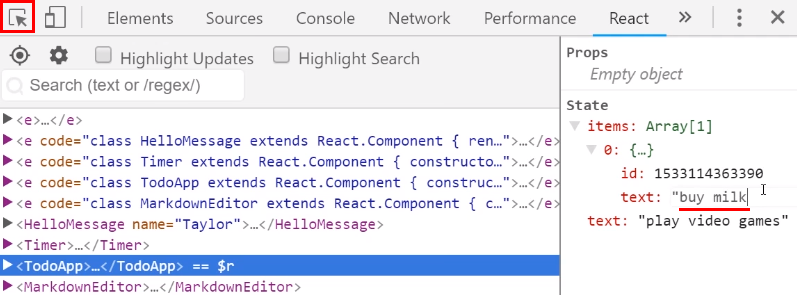 Elements Sources Console Network Performance React
Highlight Updates Highlight Search
Search (text or /regex/)
▶<e>…</e>
▶<e code="class HelloMessage extends React.Component { ren…">…</e>
▶<e code="class Timer extends React.Component { constructo…">…</e>
▶<e code="class TodoApp extends React.Component { construc…">…</e>
▶<e code="class MarkdownEditor extends React.Component { c…">…</e>
▶<HelloMessage name="Taylor">…</HelloMessage>
▶<Timer>…</Timer>
▶<TodoApp>…</TodoApp> == $r
▶<MarkdownEditor>…</MarkdownEditor>
Props
Empty object
State
items: Array[1]
0: {…}
id: 1533114363390
text: "buy milk
text: "play video games"